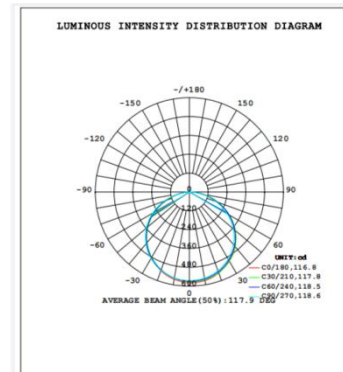 LUMINOUS INTENSITY DISTRIBUTION DIAGRAM
-/+180
-150
150
-120
120
-90
0
90
120
240
-60
60
360
UNIT:cd
480
C0/180,116.8
-30
30
C30/210,117.8
600
C60/240,118.5
0
C90/270,118.6
AVERAGE BEAM ANGLE(50%):117.9 DEG